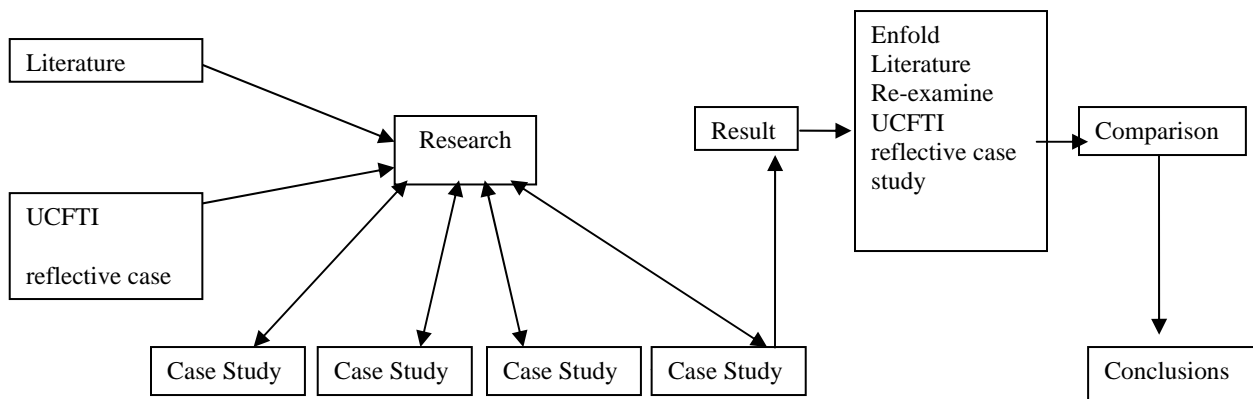 Literature
UCFTI
reflective case
Research
Case Study
Case Study
Case Study
Case Study
Result
Enfold
Literature
Re-examine
UCFTI
reflective case
study
Comparison
Conclusions